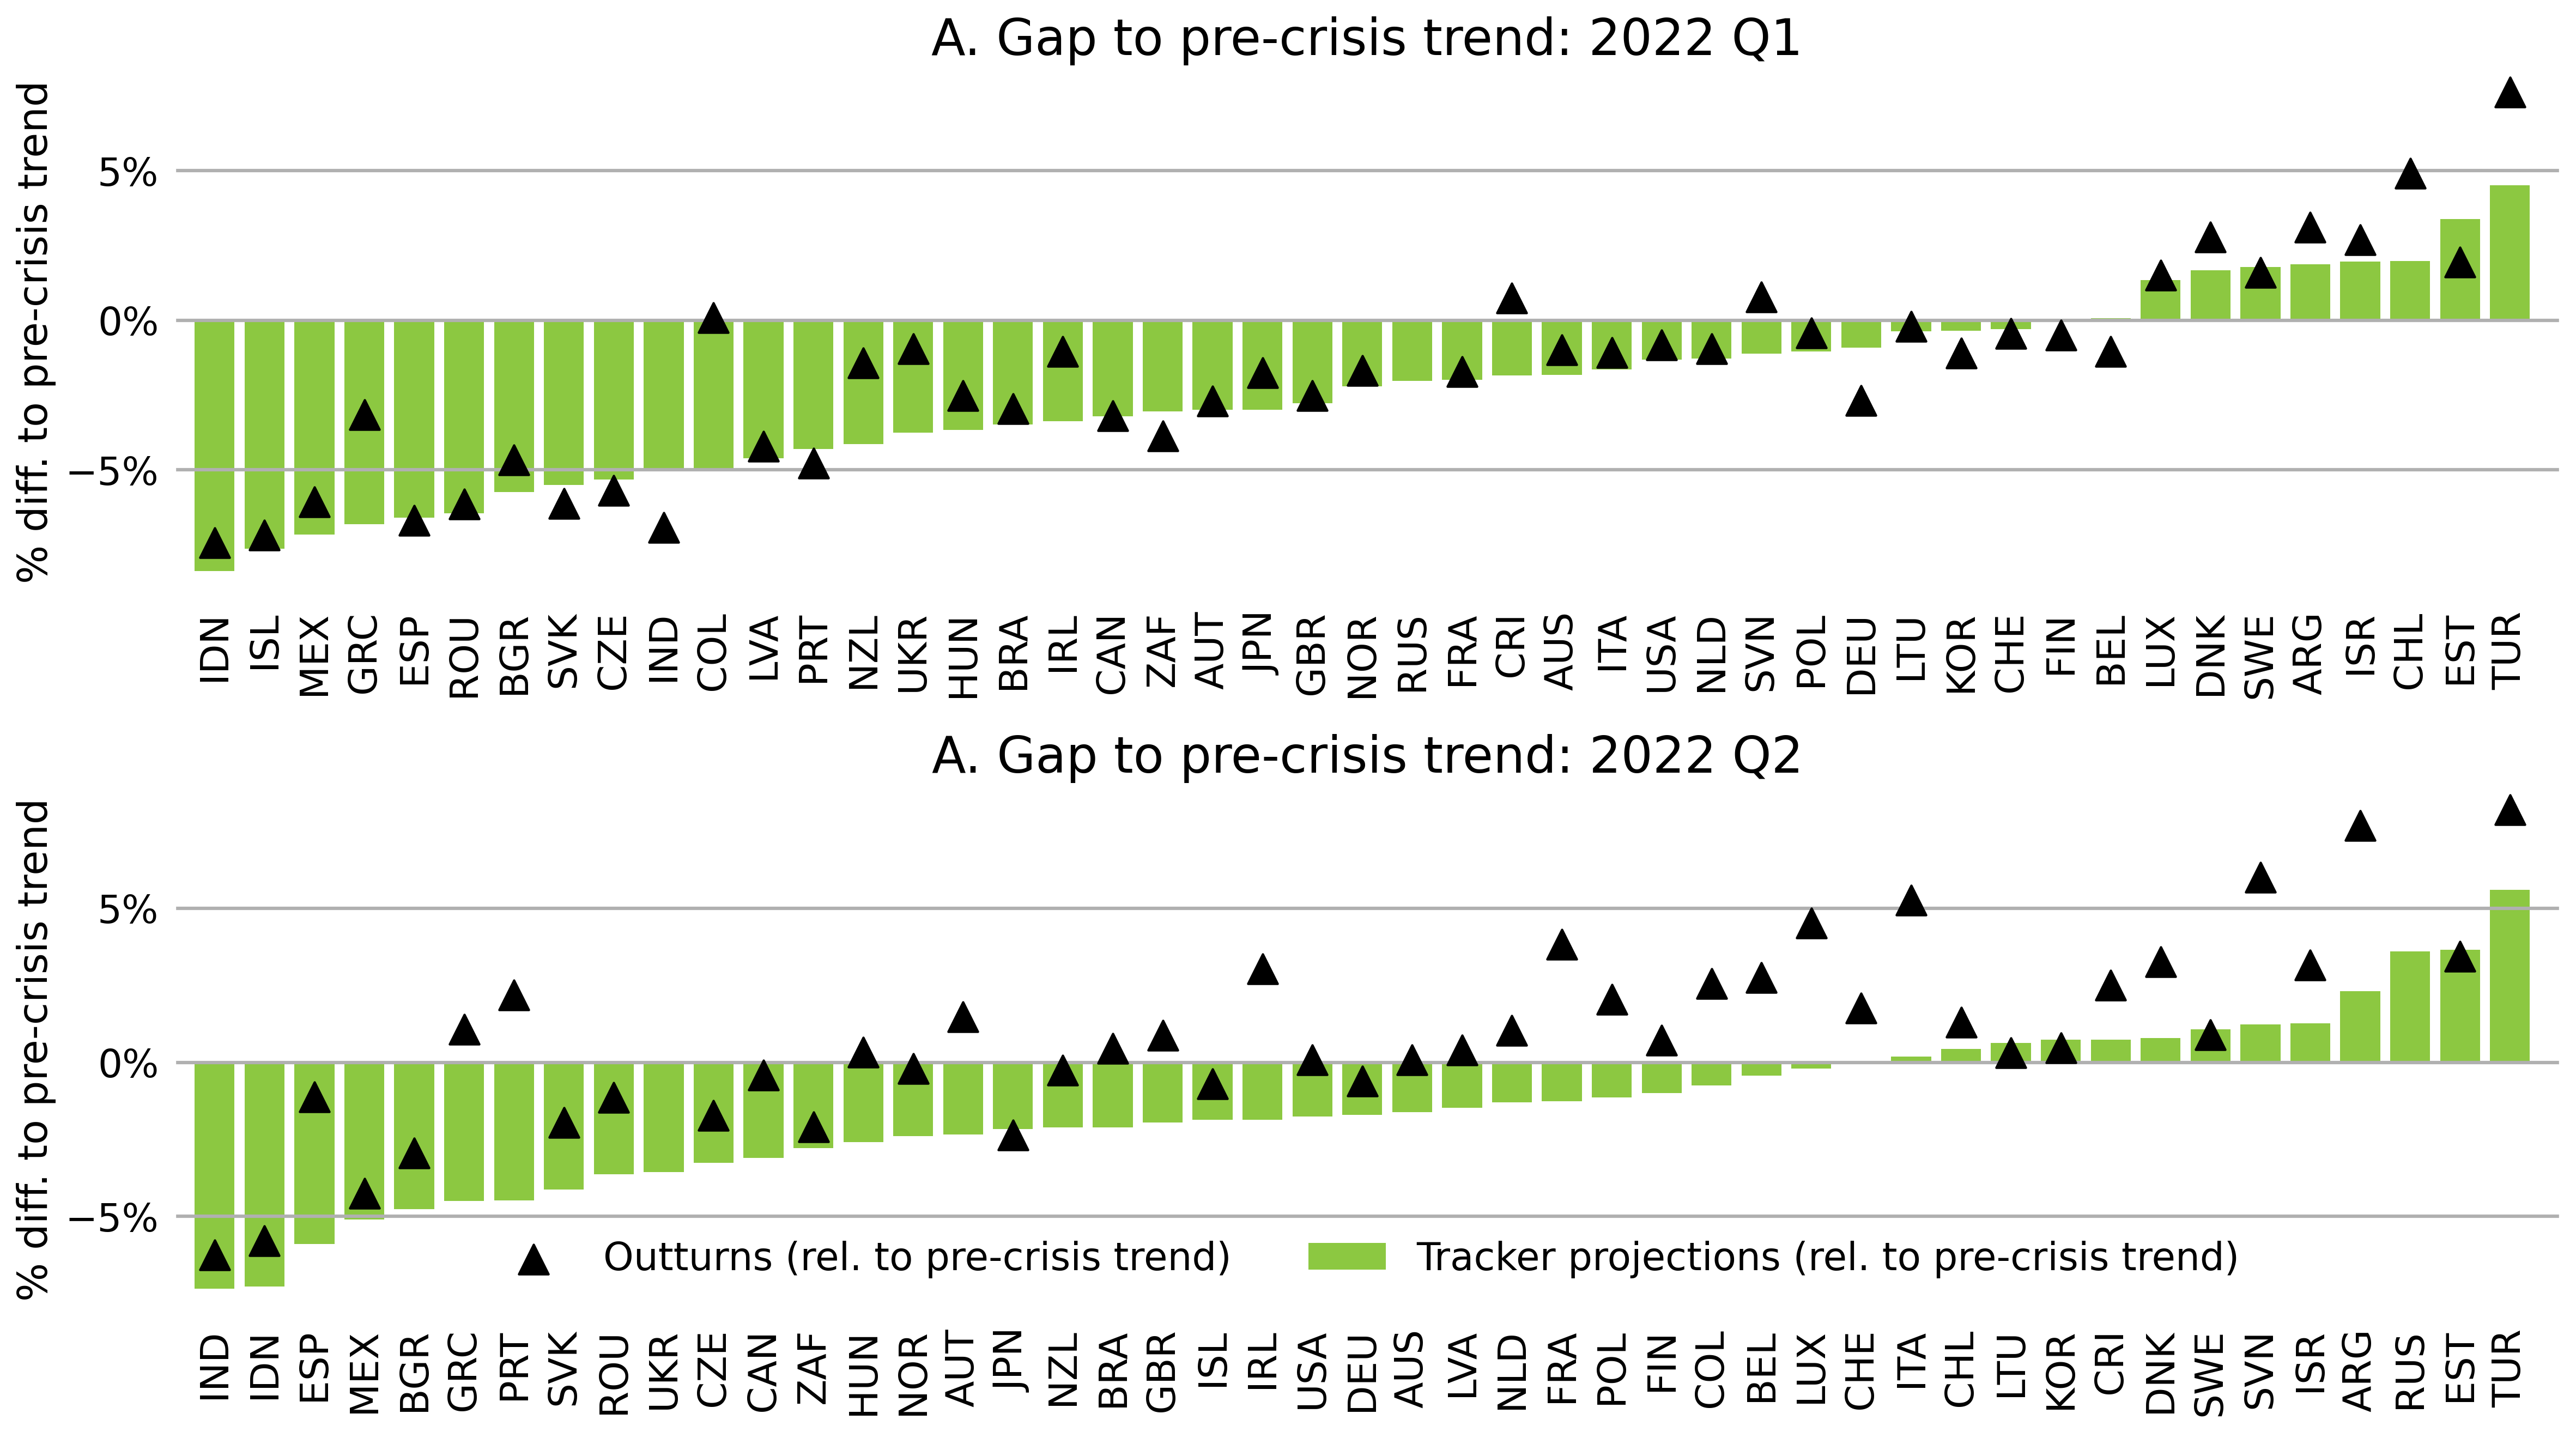 A. Gap to pre-crisis trend: 2022 Q1
% diff. to pre-crisis trend
5%
0%
−5%
IDN ISL MEX GRC ESP ROU BGR SVK CZE IND COL LVA PRT NZL UKR HUN BRA IRL CAN ZAF AUT JPN GBR NOR RUS FRA CRI AUS ITA USA NLD SVN POL DEU LTU KOR CHE FIN BEL LUX DNK SWE ARG ISR CHL EST TUR
A. Gap to pre-crisis trend: 2022 Q2
% diff. to pre-crisis trend
5%
0%
−5%
Outturns (rel. to pre-crisis trend)
Tracker projections (rel. to pre-crisis trend)
IND IDN ESP MEX BGR GRC PRT SVK ROU UKR CZE CAN ZAF HUN NOR AUT JPN NZL BRA GBR ISL IRL USA DEU AUS LVA NLD FRA POL FIN COL BEL LUX CHE ITA CHL LTU KOR CRI DNK SWE SVN ISR ARG RUS EST TUR